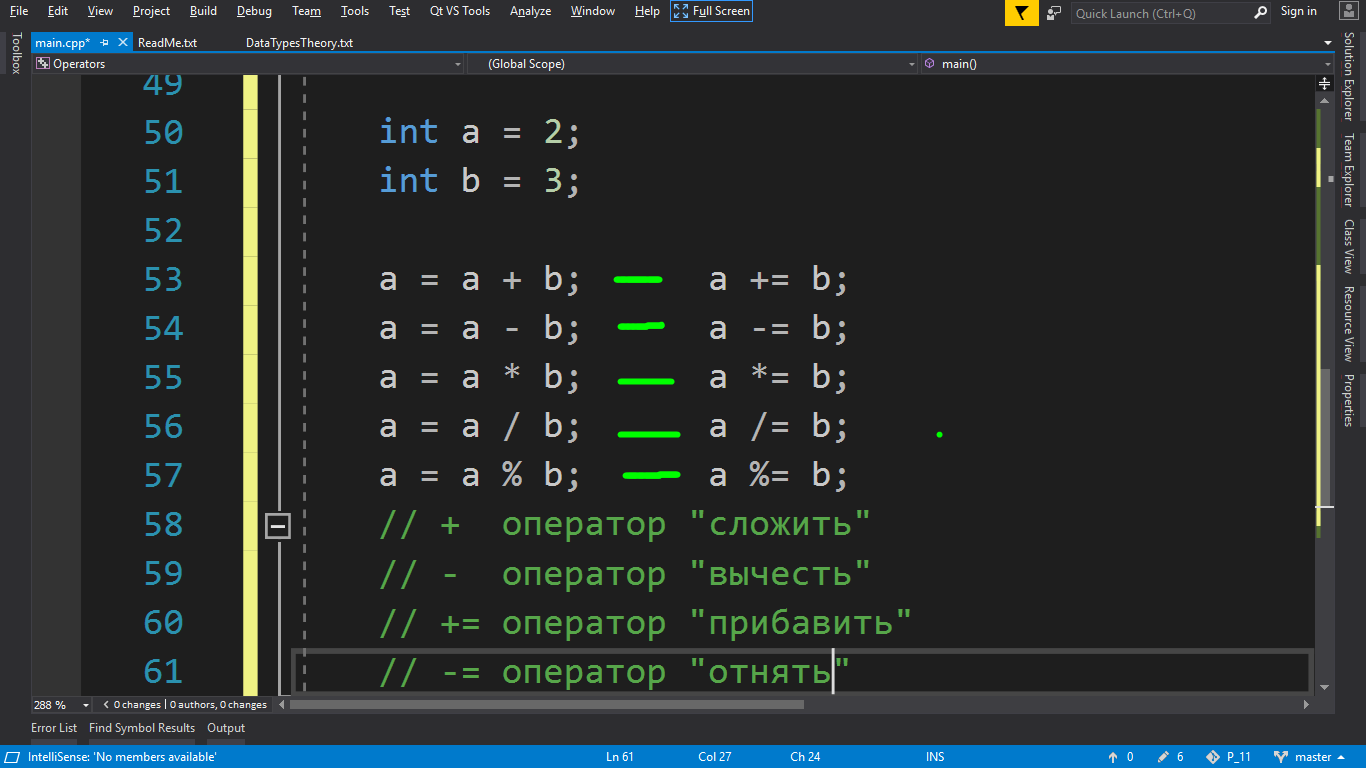 File Edit View Project Build Debug Team Tools Test Qt VS Tools Analyze Window Help Full Screen Quick Launch (Ctrl+Q) Sign in
Toolbox
main.cpp* ReadMe.txt DataTypesTheory.txt
Operators (Global Scope) main()
49
50 int a = 2;
51 int b = 3;
52
53 a = a + b; a += b;
54 a = a - b; a -= b;
55 a = a * b; a *= b;
56 a = a / b; a /= b;
57 a = a % b; a %= b;
58 // + оператор "сложить"
59 // - оператор "вычесть"
60 // += оператор "прибавить"
61 // -= оператор "отнять"
Solution Explorer
Team Explorer
Class View
Resource View
Properties
288 % 0 changes | 0 authors, 0 changes
Error List Find Symbol Results Output
IntelliSense: 'No members available' Ln 61 Col 27 Ch 24 INS 0 6 P_11 master